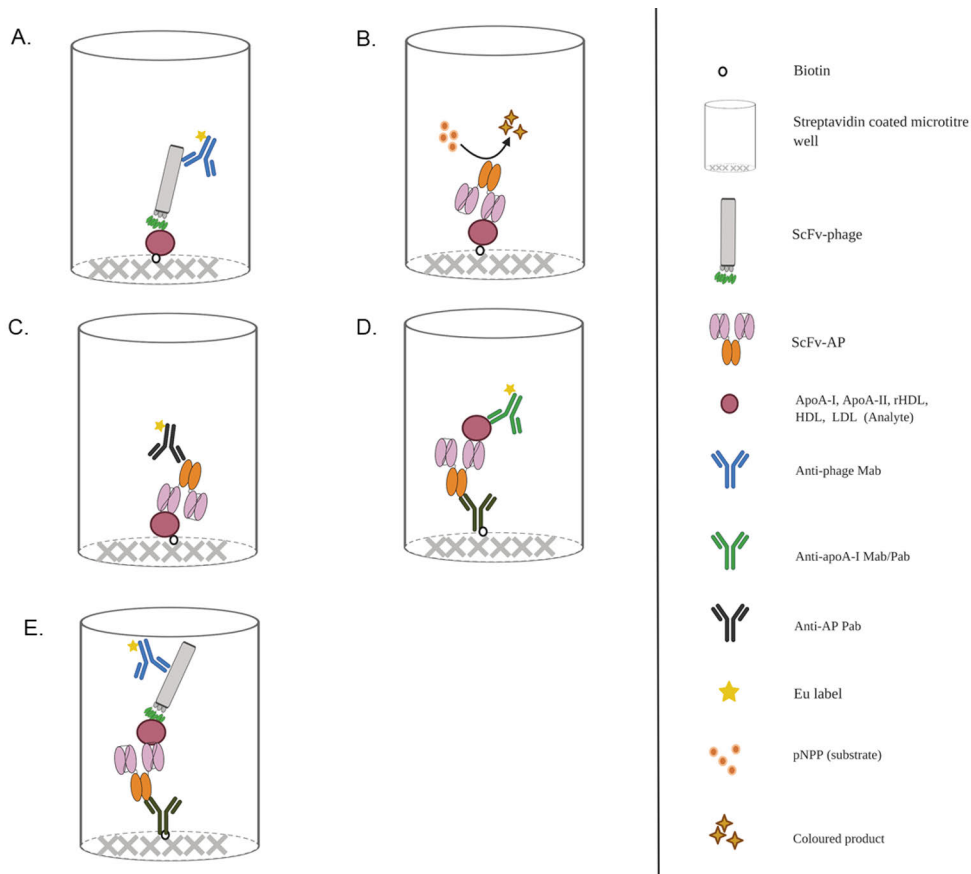 A.
B.
C.
D.
E.
Biotin
Streptavidin coated microtitre
well
ScFv-phage
ScFv-AP
ApoA-I, ApoA-II, rHDL,
HDL, LDL (Analyte)
Anti-phage Mab
Anti-apoA-I Mab/Pab
Anti-AP Pab
Eu label
pNPP (substrate)
Coloured product